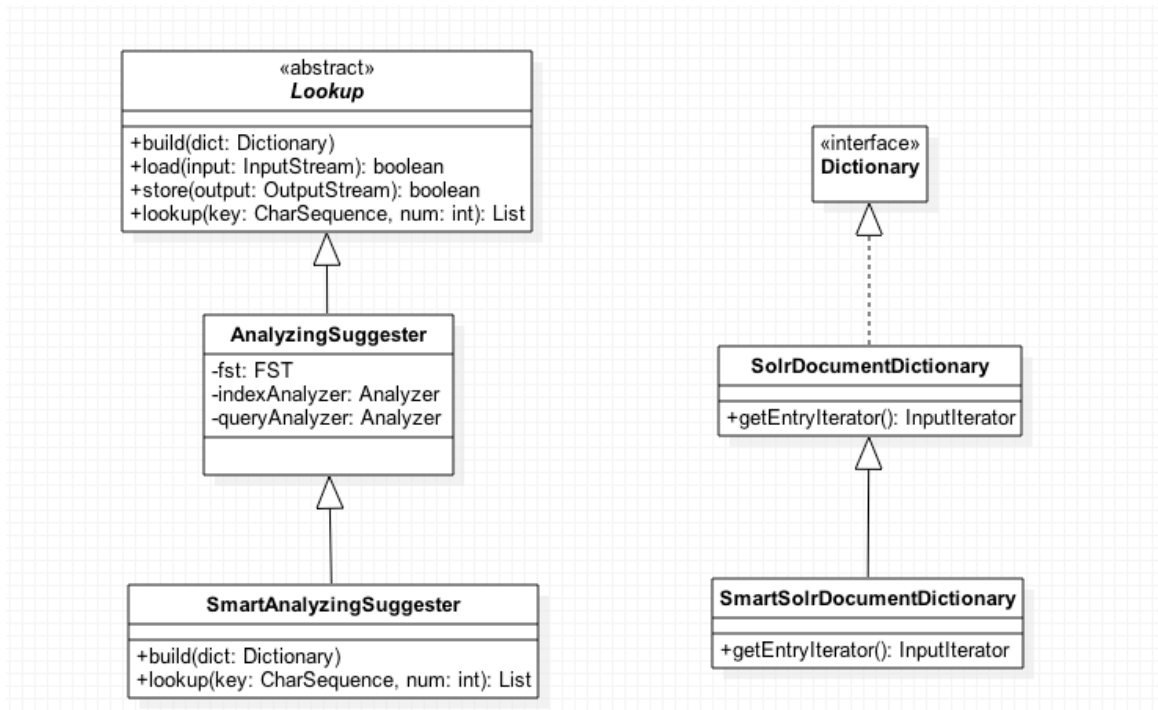 «abstract»
Lookup
+build(dict: Dictionary)
+load(input: InputStream): boolean
+store(output: OutputStream): boolean
+lookup(key: CharSequence, num: int): List
AnalyzingSuggester
-fst: FST
-indexAnalyzer: Analyzer
-queryAnalyzer: Analyzer
SmartAnalyzingSuggester
+build(dict: Dictionary)
+lookup(key: CharSequence, num: int): List
«interface»
Dictionary
SolrDocumentDictionary
+getEntryIterator(): InputIterator
SmartSolrDocumentDictionary
+getEntryIterator(): InputIterator